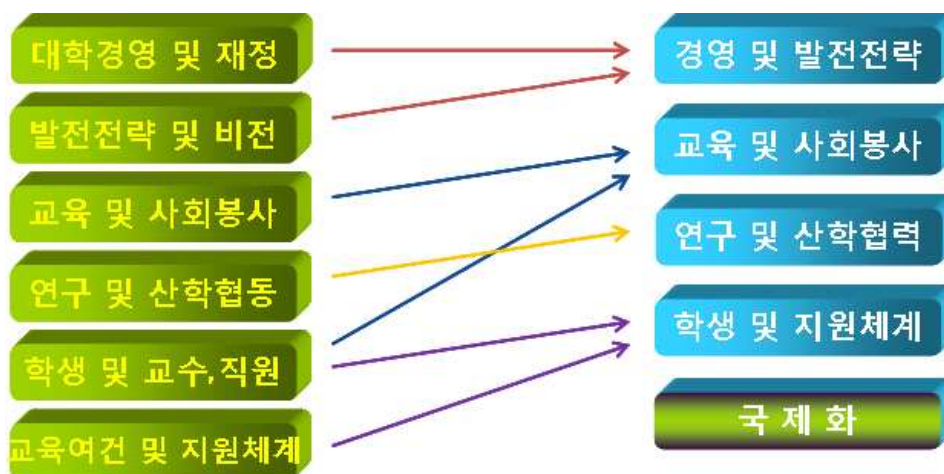 대학경영 및 재정
발전전략 및 비전
교육 및 사회봉사
연구 및 산학협동
학생 및 교수,직원
교육여건 및 지원체계
경영 및 발전전략
교육 및 사회봉사
연구 및 산학협력
학생 및 지원체계
국 제 화